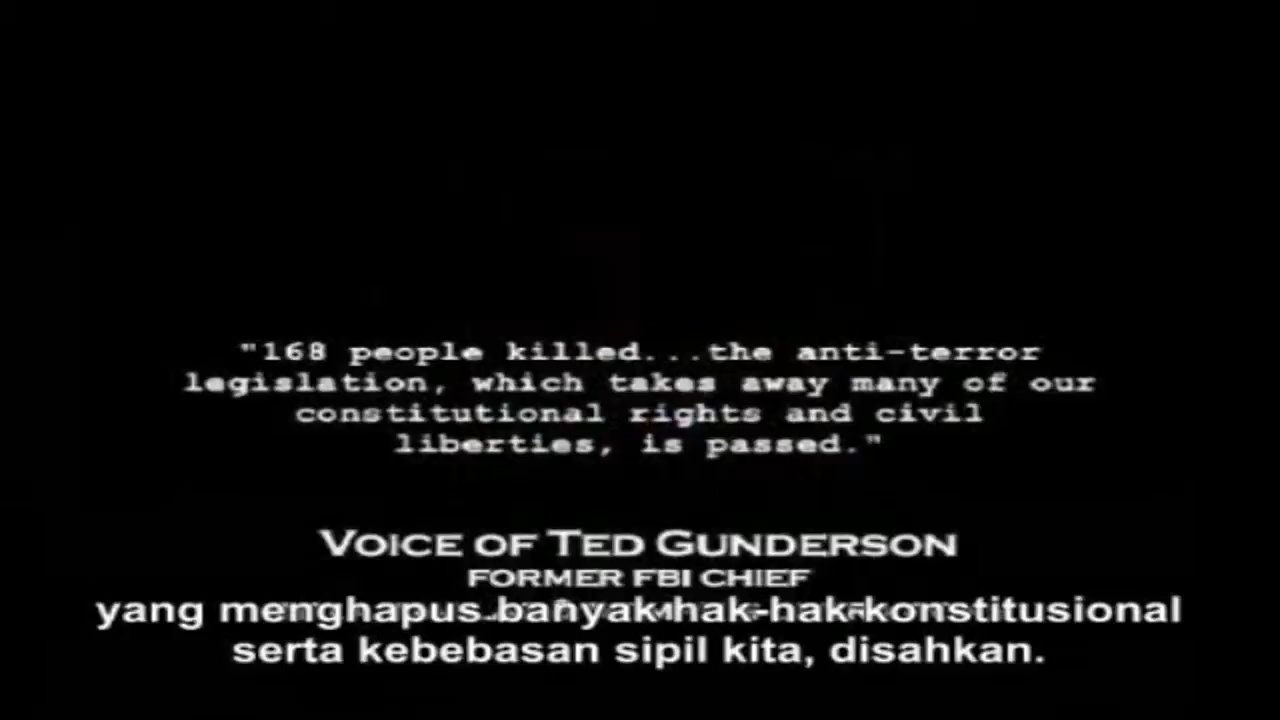 "168 people killed...the anti-terror
legislation, which takes away many of our
constitutional rights and civil
liberties, is passed."
VOICE OF TED GUNDERSON
FORMER FBI CHIEF
yang menghapus banyak hak-hak konstitusional
serta kebebasan sipil kita, disahkan.